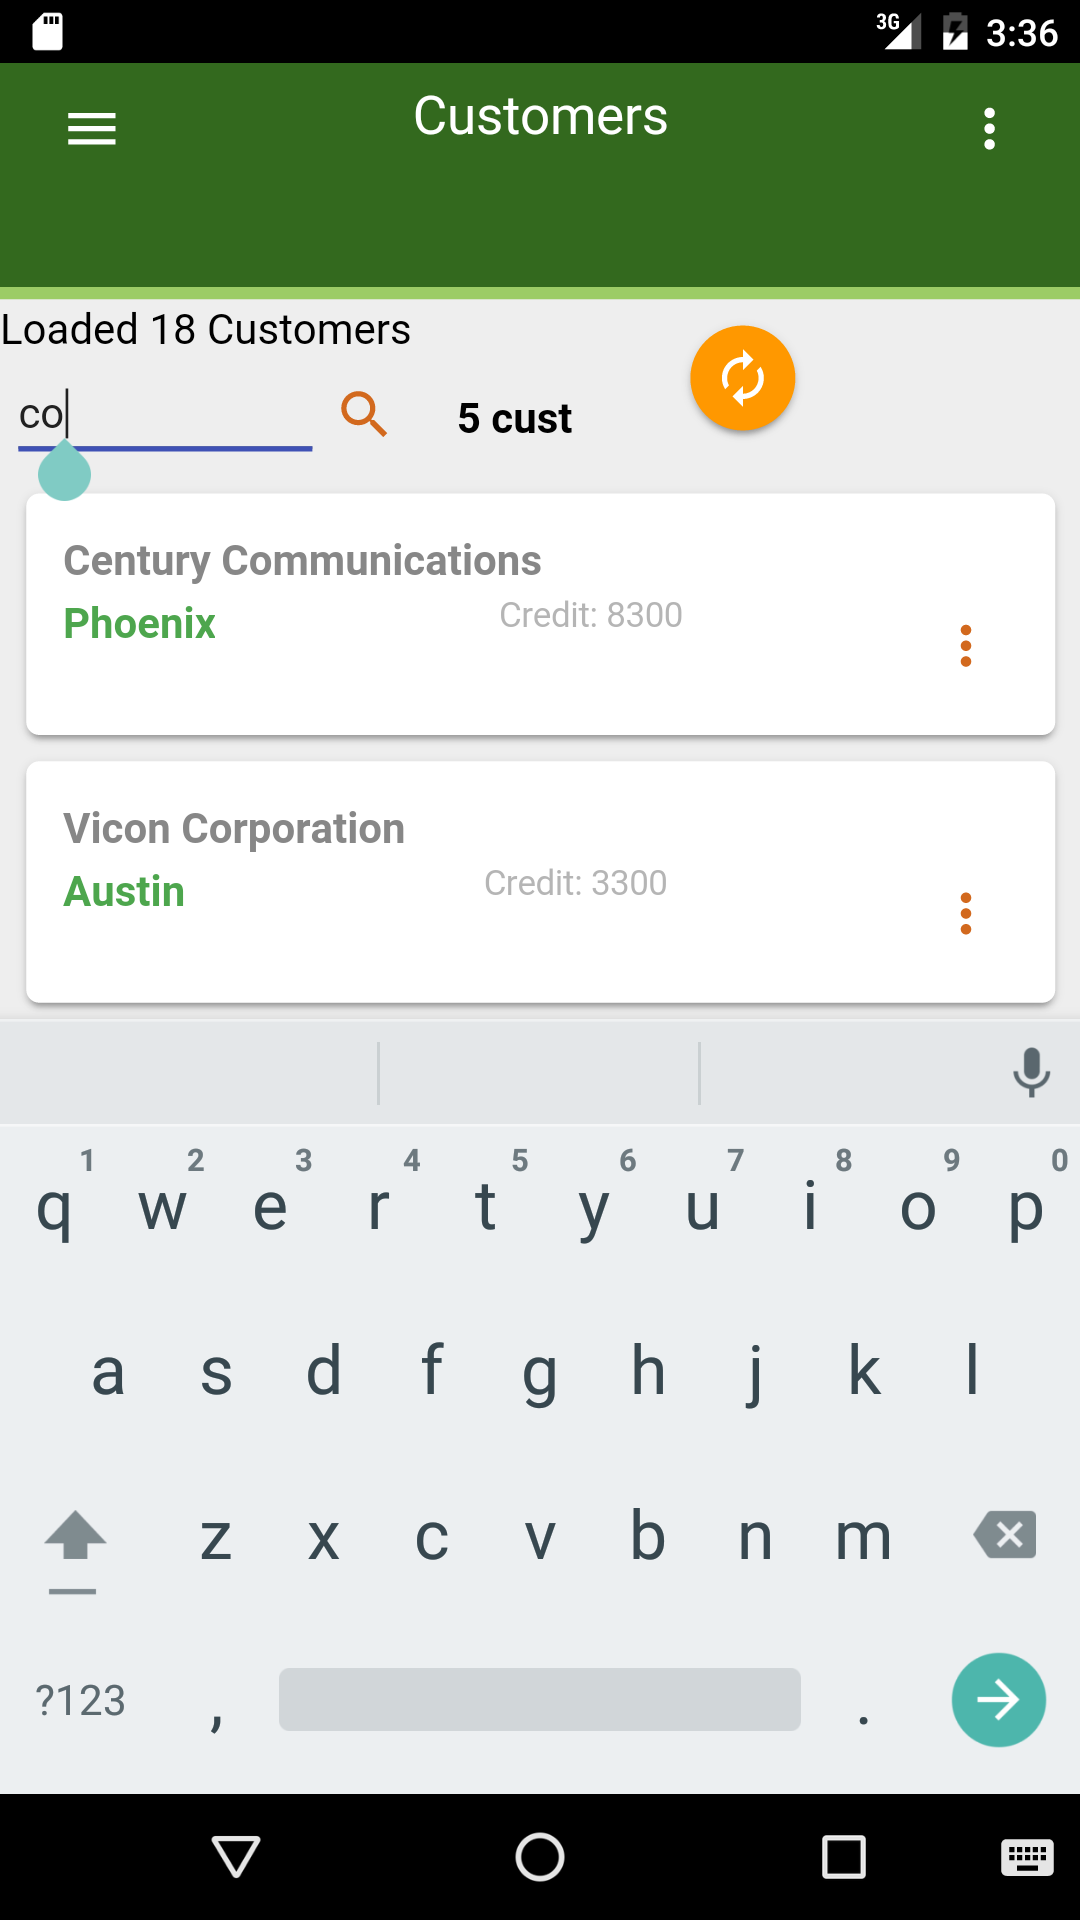 3G 3:36
Customers
Loaded 18 Customers
co
5 cust
Century Communications
Phoenix
Credit: 8300
Vicon Corporation
Austin
Credit: 3300
1 2 3 4 5 6 7 8 9 0
q w e r t y u i o p
a s d f g h j k l
z x c v b n m
?123 , .